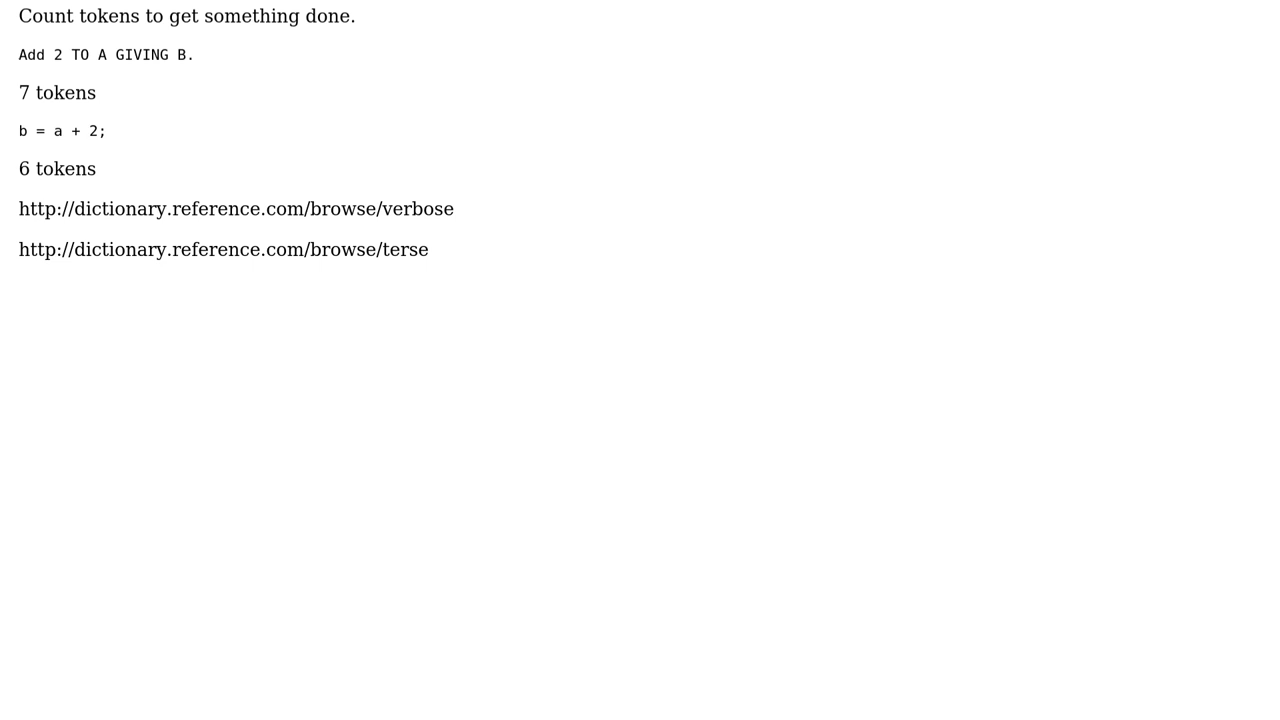 Count tokens to get something done.
Add 2 TO A GIVING B.
7 tokens
b = a + 2;
6 tokens
http://dictionary.reference.com/browse/verbose
http://dictionary.reference.com/browse/terse